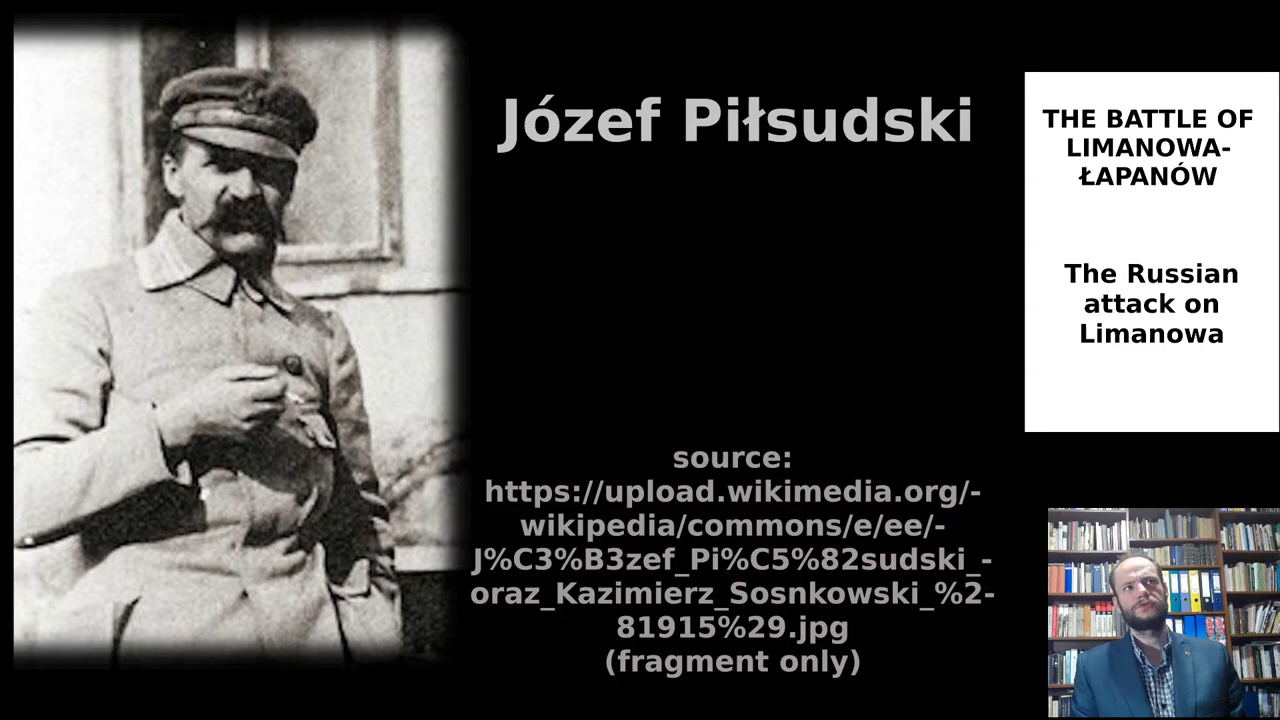 Józef Piłsudski
source:
https://upload.wikimedia.org/-
wikipedia/commons/e/ee/-
J%C3%B3zef_Pi%C5%82sudski_-
oraz_Kazimierz_Sosnkowski_%2-
81915%29.jpg
(fragment only)
THE BATTLE OF
LIMANOWA-
ŁAPANÓW
The Russian
attack on
Limanowa